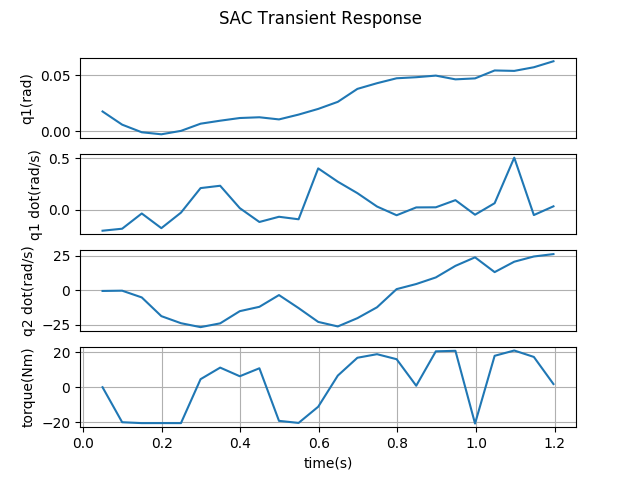 SAC Transient Response
q1(rad)
0.05
0.00
q1 dot(rad/s)
0.5
0.0
q2 dot(rad/s)
25
0
−25
torque(Nm)
20
0
−20
0.0 0.2 0.4 0.6 0.8 1.0 1.2
time(s)